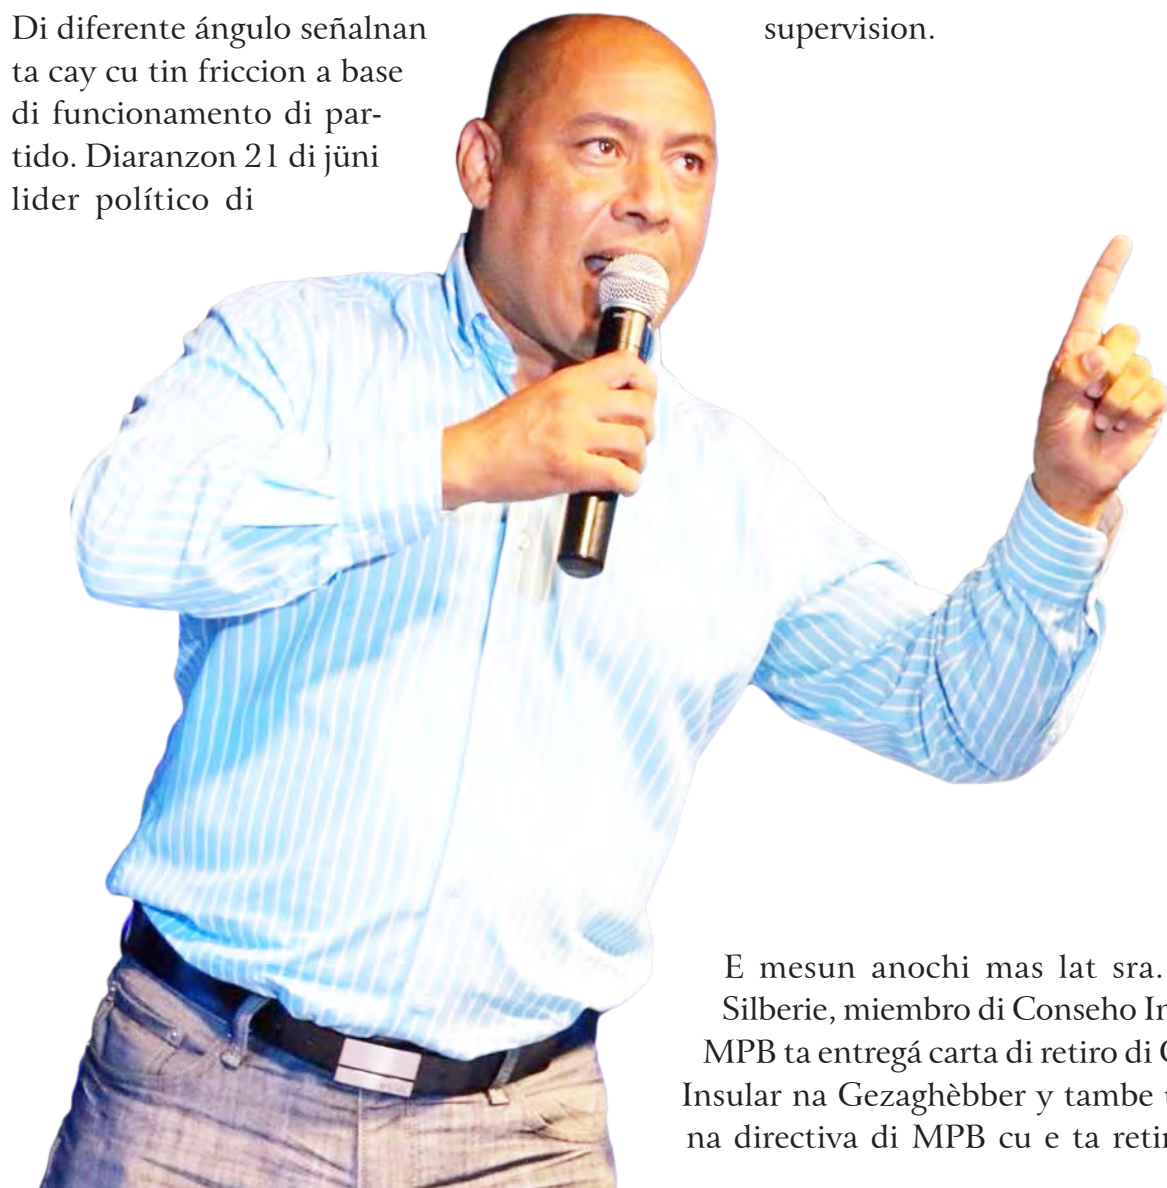 Di diferente ángulo señalnan
ta cay cu tin friccion a base
di funcionamento di par-
tido. Diaranzon 21 di jüni
lider político di
supervision.
E mesun anochi mas lat sra.
Silberie, miembro di Conseho
MPB ta entregá carta di retiro di
Insular na Gezaghèbber y tambe
na directiva di MPB cu e ta